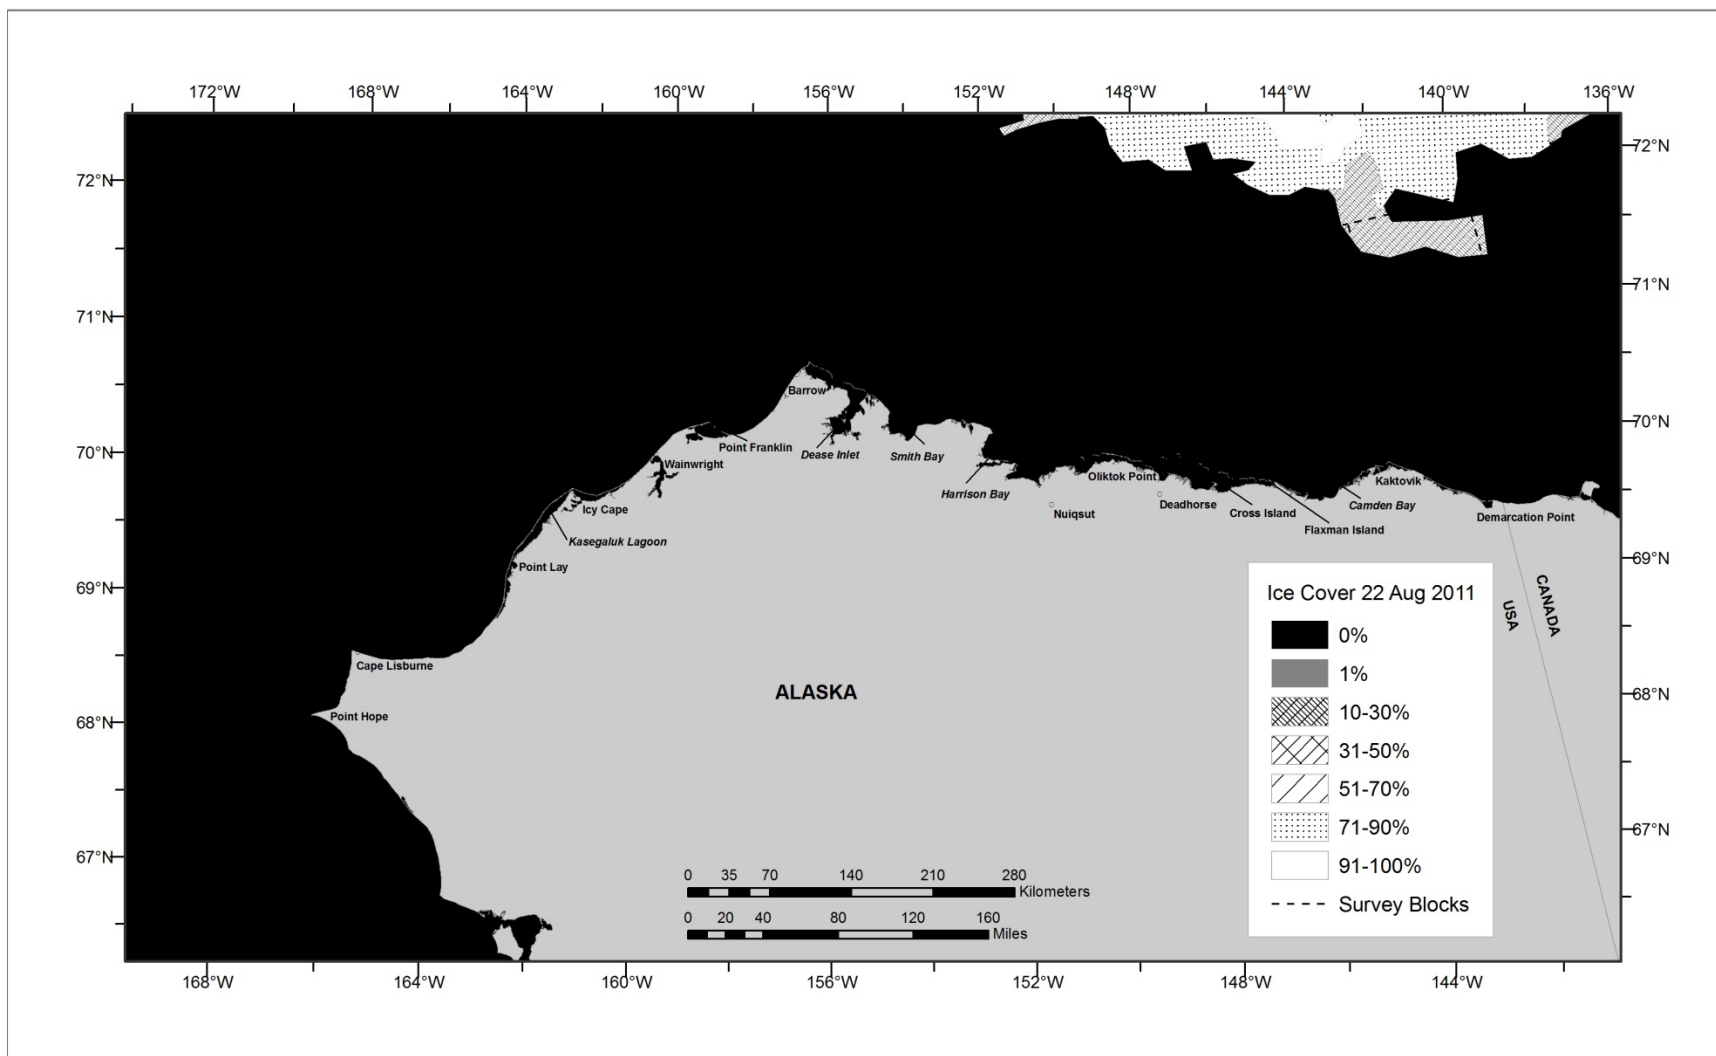 172°W 168°W 164°W 160°W 156°W 152°W 148°W 144°W 140°W 136°W
72°N 72°N
71°N 71°N
70°N 70°N
69°N 69°N
68°N 68°N
67°N 67°N
Barrow
Point Franklin
Dease Inlet
Smith Bay
Wainwright
Harrison Bay
Oliktok Point
Kaktovik
Icy Cape
Nuiqsut
Deadhorse
Cross Island
Camden Bay
Flaxman Island
Demarcation Point
Kasegaluk Lagoon
Point Lay
Cape Lisburne
Point Hope
ALASKA
USA
CANADA
Ice Cover 22 Aug 2011
0%
1%
10-30%
31-50%
51-70%
71-90%
91-100%
Survey Blocks
0 35 70 140 210 280
Kilometers
0 20 40 80 120 160
Miles
168°W 164°W 160°W 156°W 152°W 148°W 144°W